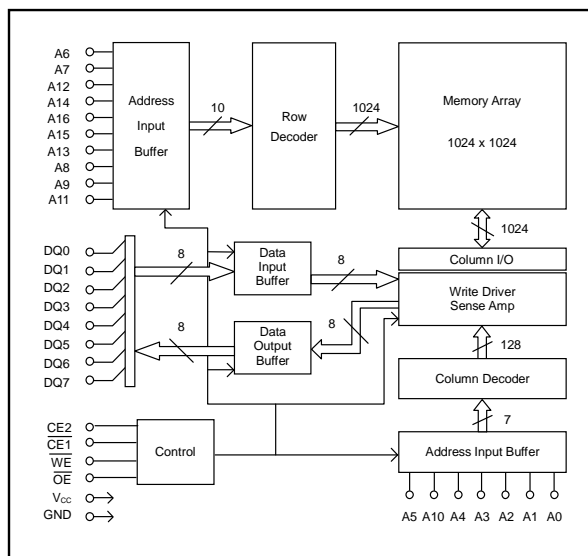 A6
A7
A12
A14
A16
A15
A13
A8
A9
A11
Address
Input
Buffer
10
Row
Decoder
1024
Memory Array
1024 x 1024
1024
DQ0
DQ1
DQ2
DQ3
DQ4
DQ5
DQ6
DQ7
8
Data
Input
Buffer
8
Column I/O
Write Driver
Sense Amp
8
Data
Output
Buffer
8
128
Column Decoder
7
CE2
CE1
WE
OE
Vcc
GND
Control
Address Input Buffer
A5 A10 A4 A3 A2 A1 A0